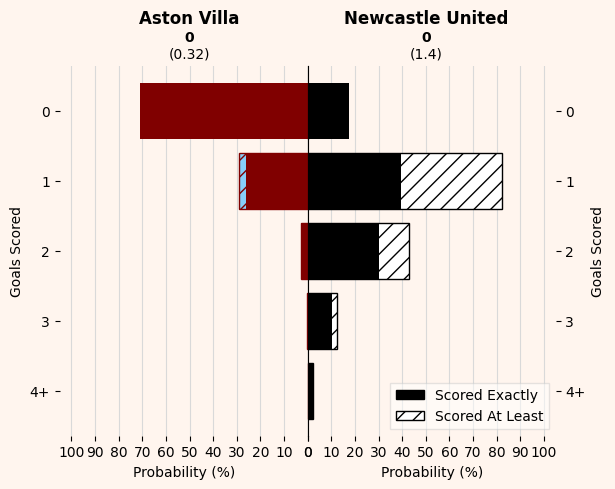 Aston Villa Newcastle United
0 0
(0.32) (1.4)
0 0
1 1
2 2
3 3
4+ 4+
Goals Scored
Goals Scored
Scored Exactly
Scored At Least
100 90 80 70 60 50 40 30 20 10 0 0 10 20 30 40 50 60 70 80 90 100
Probability (%) Probability (%)